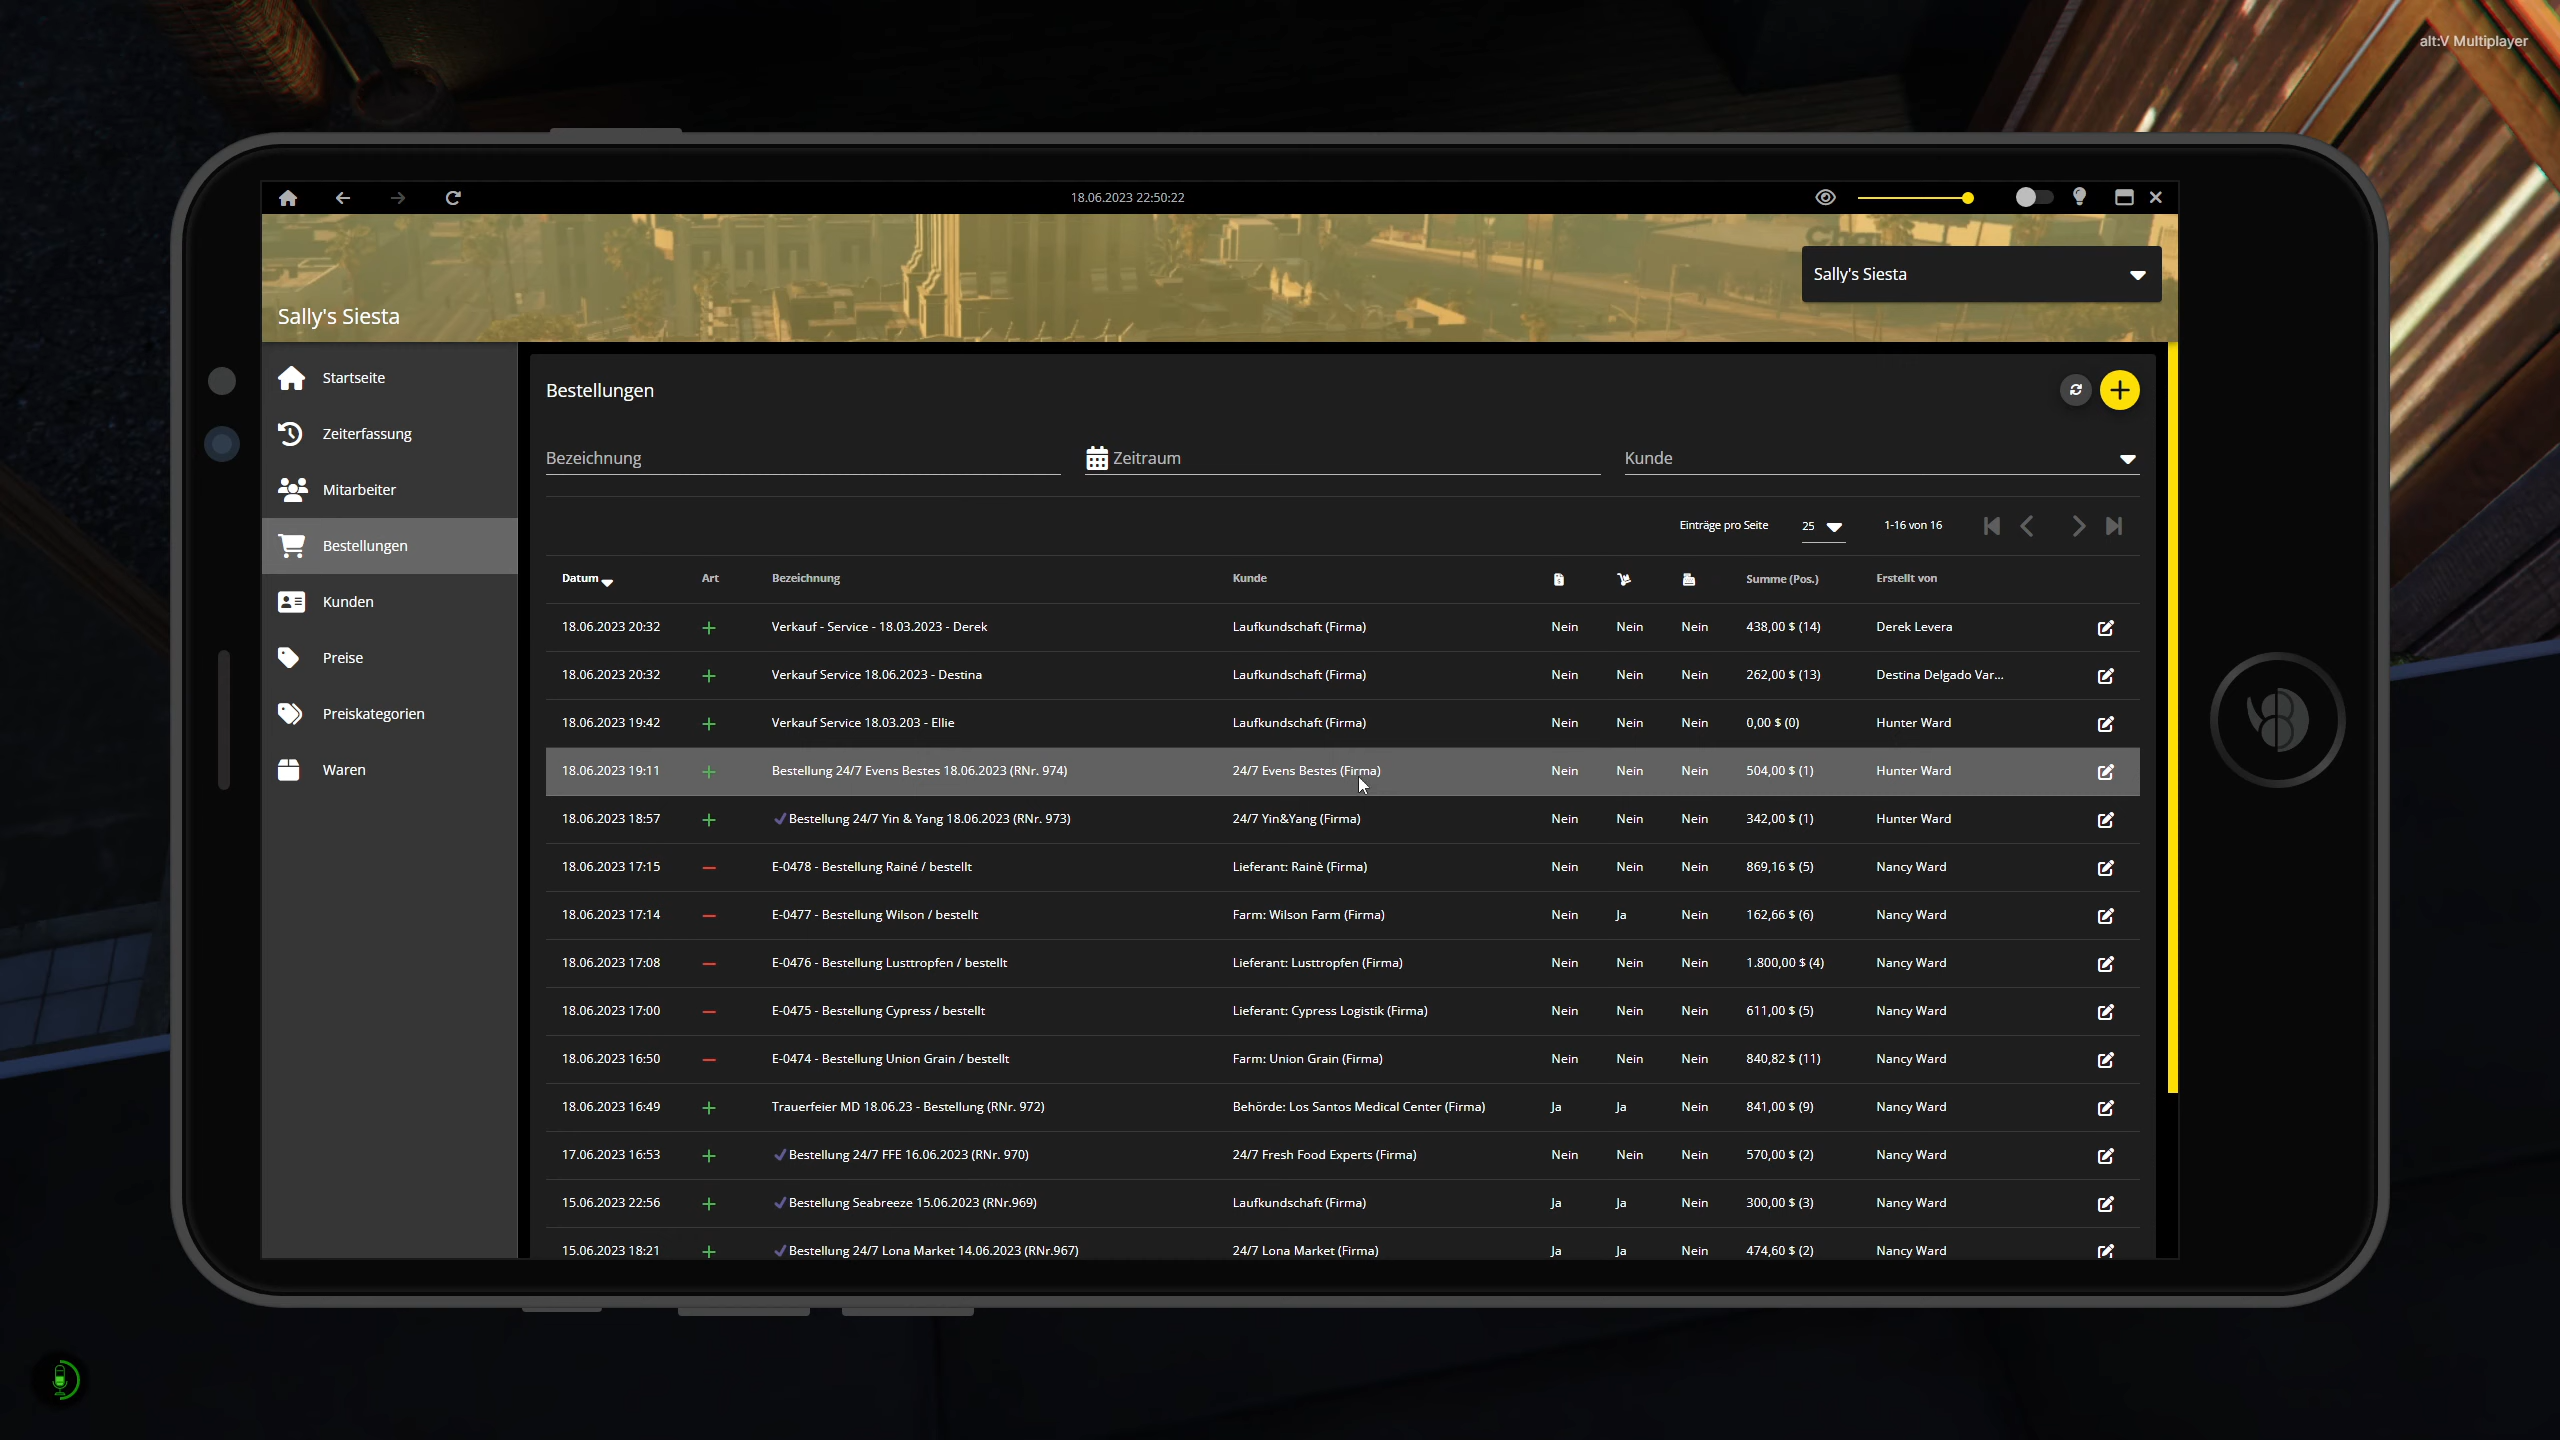 alt:V Multiplayer
18.06.2023 22:50:22
Sally's Siesta
Sally's Siesta
Startseite
Zeiterfassung
Mitarbeiter
Bestellungen
Kunden
Preise
Preiskategorien
Waren
Bestellungen
Bezeichnung Zeitraum Kunde
Einträge pro Seite 25 1-16 von 16
Datum Art Bezeichnung Kunde Summe (Pos.) Erstellt von
18.06.2023 20:32 + Verkauf - Service - 18.03.2023 - Derek Laufkundschaft (Firma) Nein Nein Nein 438,00 $ (14) Derek Levera
18.06.2023 20:32 + Verkauf Service 18.06.2023 - Destina Laufkundschaft (Firma) Nein Nein Nein 262,00 $ (13) Destina Delgado Var...
18.06.2023 19:42 + Verkauf Service 18.03.203 - Ellie Laufkundschaft (Firma) Nein Nein Nein 0,00 $ (0) Hunter Ward
18.06.2023 19:11 + Bestellung 24/7 Evens Bestes 18.06.2023 (RNr. 974) 24/7 Evens Bestes (Firma) Nein Nein Nein 504,00 $ (1) Hunter Ward
18.06.2023 18:57 + ✓Bestellung 24/7 Yin & Yang 18.06.2023 (RNr. 973) 24/7 Yin&Yang (Firma) Nein Nein Nein 342,00 $ (1) Hunter Ward
18.06.2023 17:15 — E-0478 - Bestellung Rainé / bestellt Lieferant: Rainè (Firma) Nein Nein Nein 869,16 $ (5) Nancy Ward
18.06.2023 17:14 — E-0477 - Bestellung Wilson / bestellt Farm: Wilson Farm (Firma) Nein Ja Nein 162,66 $ (6) Nancy Ward
18.06.2023 17:08 — E-0476 - Bestellung Lusttropfen / bestellt Lieferant: Lusttropfen (Firma) Nein Nein Nein 1.800,00 $ (4) Nancy Ward
18.06.2023 17:00 — E-0475 - Bestellung Cypress / bestellt Lieferant: Cypress Logistik (Firma) Nein Nein Nein 611,00 $ (5) Nancy Ward
18.06.2023 16:50 — E-0474 - Bestellung Union Grain / bestellt Farm: Union Grain (Firma) Nein Nein Nein 840,82 $ (11) Nancy Ward
18.06.2023 16:49 + Trauerfeier MD 18.06.23 - Bestellung (RNr. 972) Behörde: Los Santos Medical Center (Firma) Ja Ja Nein 841,00 $ (9) Nancy Ward
17.06.2023 16:53 + ✓Bestellung 24/7 FFE 16.06.2023 (RNr. 970) 24/7 Fresh Food Experts (Firma) Nein Nein Nein 570,00 $ (2) Nancy Ward
15.06.2023 22:56 + ✓Bestellung Seabreeze 15.06.2023 (RNr.969) Laufkundschaft (Firma) Ja Ja Nein 300,00 $ (3) Nancy Ward
15.06.2023 18:21 + ✓Bestellung 24/7 Lona Market 14.06.2023 (RNr.967) 24/7 Lona Market (Firma) Ja Ja Nein 474,60 $ (2) Nancy Ward